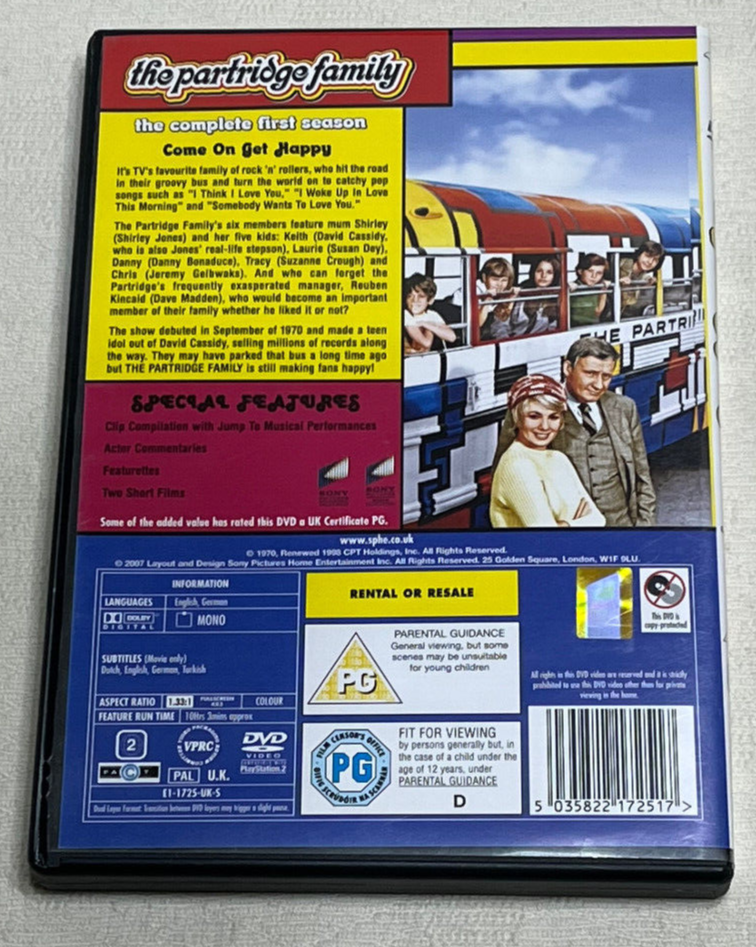 the partridge family
the complete first season
Come On Get Happy
It's TV's favourite family of rock 'n' rollers, who hit the road
in their groovy bus and turn the world on to catchy pop
songs such as "I Think I Love You," "I Woke Up In Love
This Morning" and "Somebody Wants To Love You."
The Partridge Family's six members feature mum Shirley
(Shirley Jones) and her five kids: Keith (David Cassidy,
who is also Jones' real-life stepson), Laurie (Susan Dey),
Danny (Danny Bonaduce), Tracy (Suzanne Crough) and
Chris (Jeremy Gelbwaks). And who can forget the
Partridge's frequently exasperated manager, Reuben
Kincaid (Dave Madden), who would become an important
member of their family whether he liked it or not?
The show debuted in September of 1970 and made a teen
idol out of David Cassidy, selling millions of records along
the way. They may have parked that bus a long time ago
but THE PARTRIDGE FAMILY is still making fans happy!
THE PARTRI
SPECIAL FEATURES
Clip Compilation with Jump To Musical Performances
Actor Commentaries
Featurettes
Two Short Films
SONY
SONY
Some of the added value has rated this DVD a UK Certificate PG.
www.sphe.co.uk
© 1970, Renewed 1998 CPT Holdings, Inc. All Rights Reserved.
© 2007 Layout and Design Sony Pictures Home Entertainment Inc. All Rights Reserved. 25 Golden Square, London, W1F 9LU.
INFORMATION
LANGUAGES English, German
DOLBY DIGITAL MONO
SUBTITLES (Movie only)
Dutch, English, German, Turkish
ASPECT RATIO 1.33:1 FULLSCREEN 4X3 COLOUR
FEATURE RUN TIME 10Hrs 3mins approx
2
VPRC
DVD
VIDEO
PlayStation 2
PACT
PAL U.K.
E1-1725-UK-S
Dual Layer Format: Transition between DVD layers may trigger a slight pause.
RENTAL OR RESALE
PG
PARENTAL GUIDANCE
General viewing, but some
scenes may be unsuitable
for young children
FILM CENSOR'S OFFICE
PG
OIFIG SCRÚDÓIR NA SCANNÁN
FIT FOR VIEWING
by persons generally but, in
the case of a child under the
age of 12 years, under
PARENTAL GUIDANCE
D
This DVD is
copy-protected
All rights in this DVD video are reserved and it is strictly
prohibited to use this DVD video other than for private
viewing in the home.
5 035822 172517 >